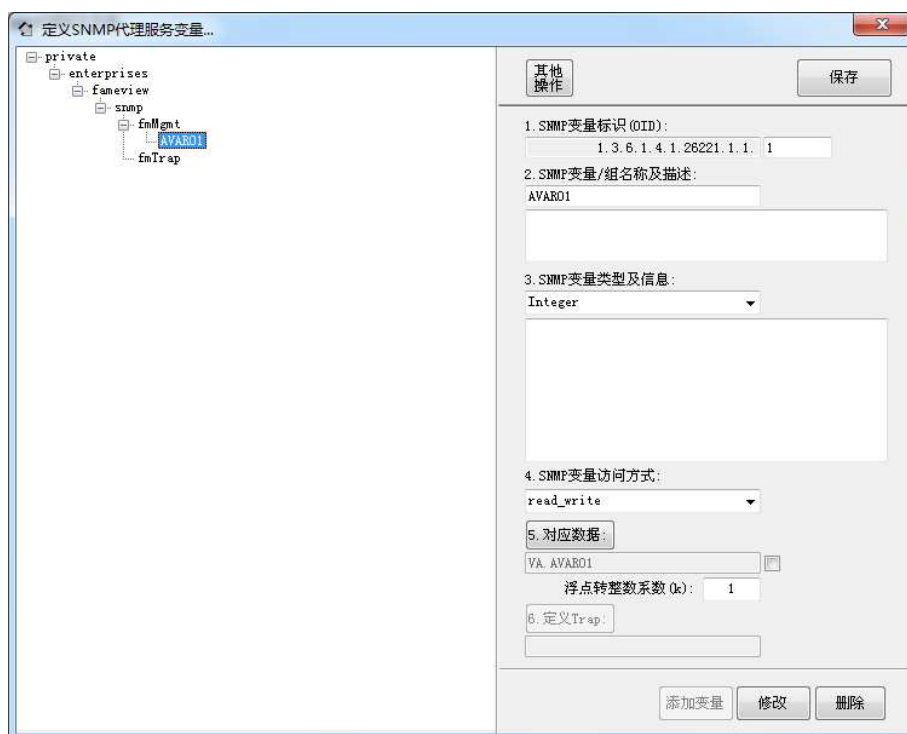 定义SNMP代理服务变量...
private
enterprises
fameview
snmp
fmMgmt
AVAR01
fmTrap
其他
操作
保存
1.SNMP变量标识(OID):
1.3.6.1.4.1.26221.1.1. 1
2.SNMP变量/组名称及描述:
AVAR01
3.SNMP变量类型及信息:
Integer
4.SNMP变量访问方式:
read_write
5.对应数据:
VA.AVAR01
浮点转整数系数(k): 1
6.定义Trap:
添加变量 修改 删除